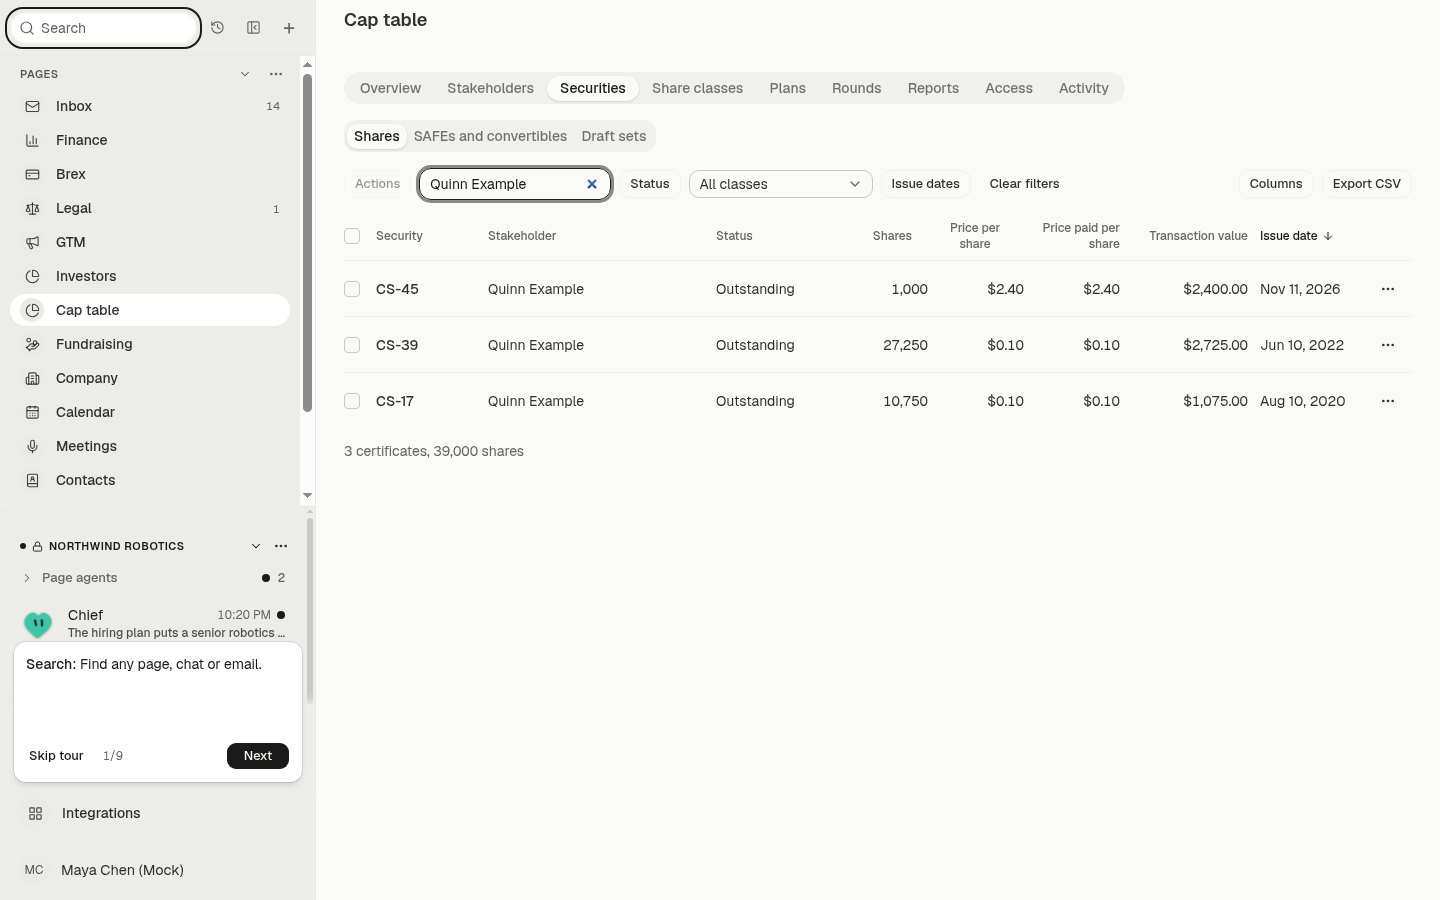 Search
PAGES
Inbox 14
Finance
Brex
Legal 1
GTM
Investors
Cap table
Fundraising
Company
Calendar
Meetings
Contacts
NORTHWIND ROBOTICS
Page agents 2
Chief 10:20 PM
The hiring plan puts a senior robotics ...
Search: Find any page, chat or email.
Skip tour 1/9 Next
Integrations
MC Maya Chen (Mock)
Cap table
Overview Stakeholders Securities Share classes Plans Rounds Reports Access Activity
Shares SAFEs and convertibles Draft sets
Actions Quinn Example Status All classes Issue dates Clear filters Columns Export CSV
Security Stakeholder Status Shares Price per share Price paid per share Transaction value Issue date
CS-45 Quinn Example Outstanding 1,000 $2.40 $2.40 $2,400.00 Nov 11, 2026
CS-39 Quinn Example Outstanding 27,250 $0.10 $0.10 $2,725.00 Jun 10, 2022
CS-17 Quinn Example Outstanding 10,750 $0.10 $0.10 $1,075.00 Aug 10, 2020
3 certificates, 39,000 shares